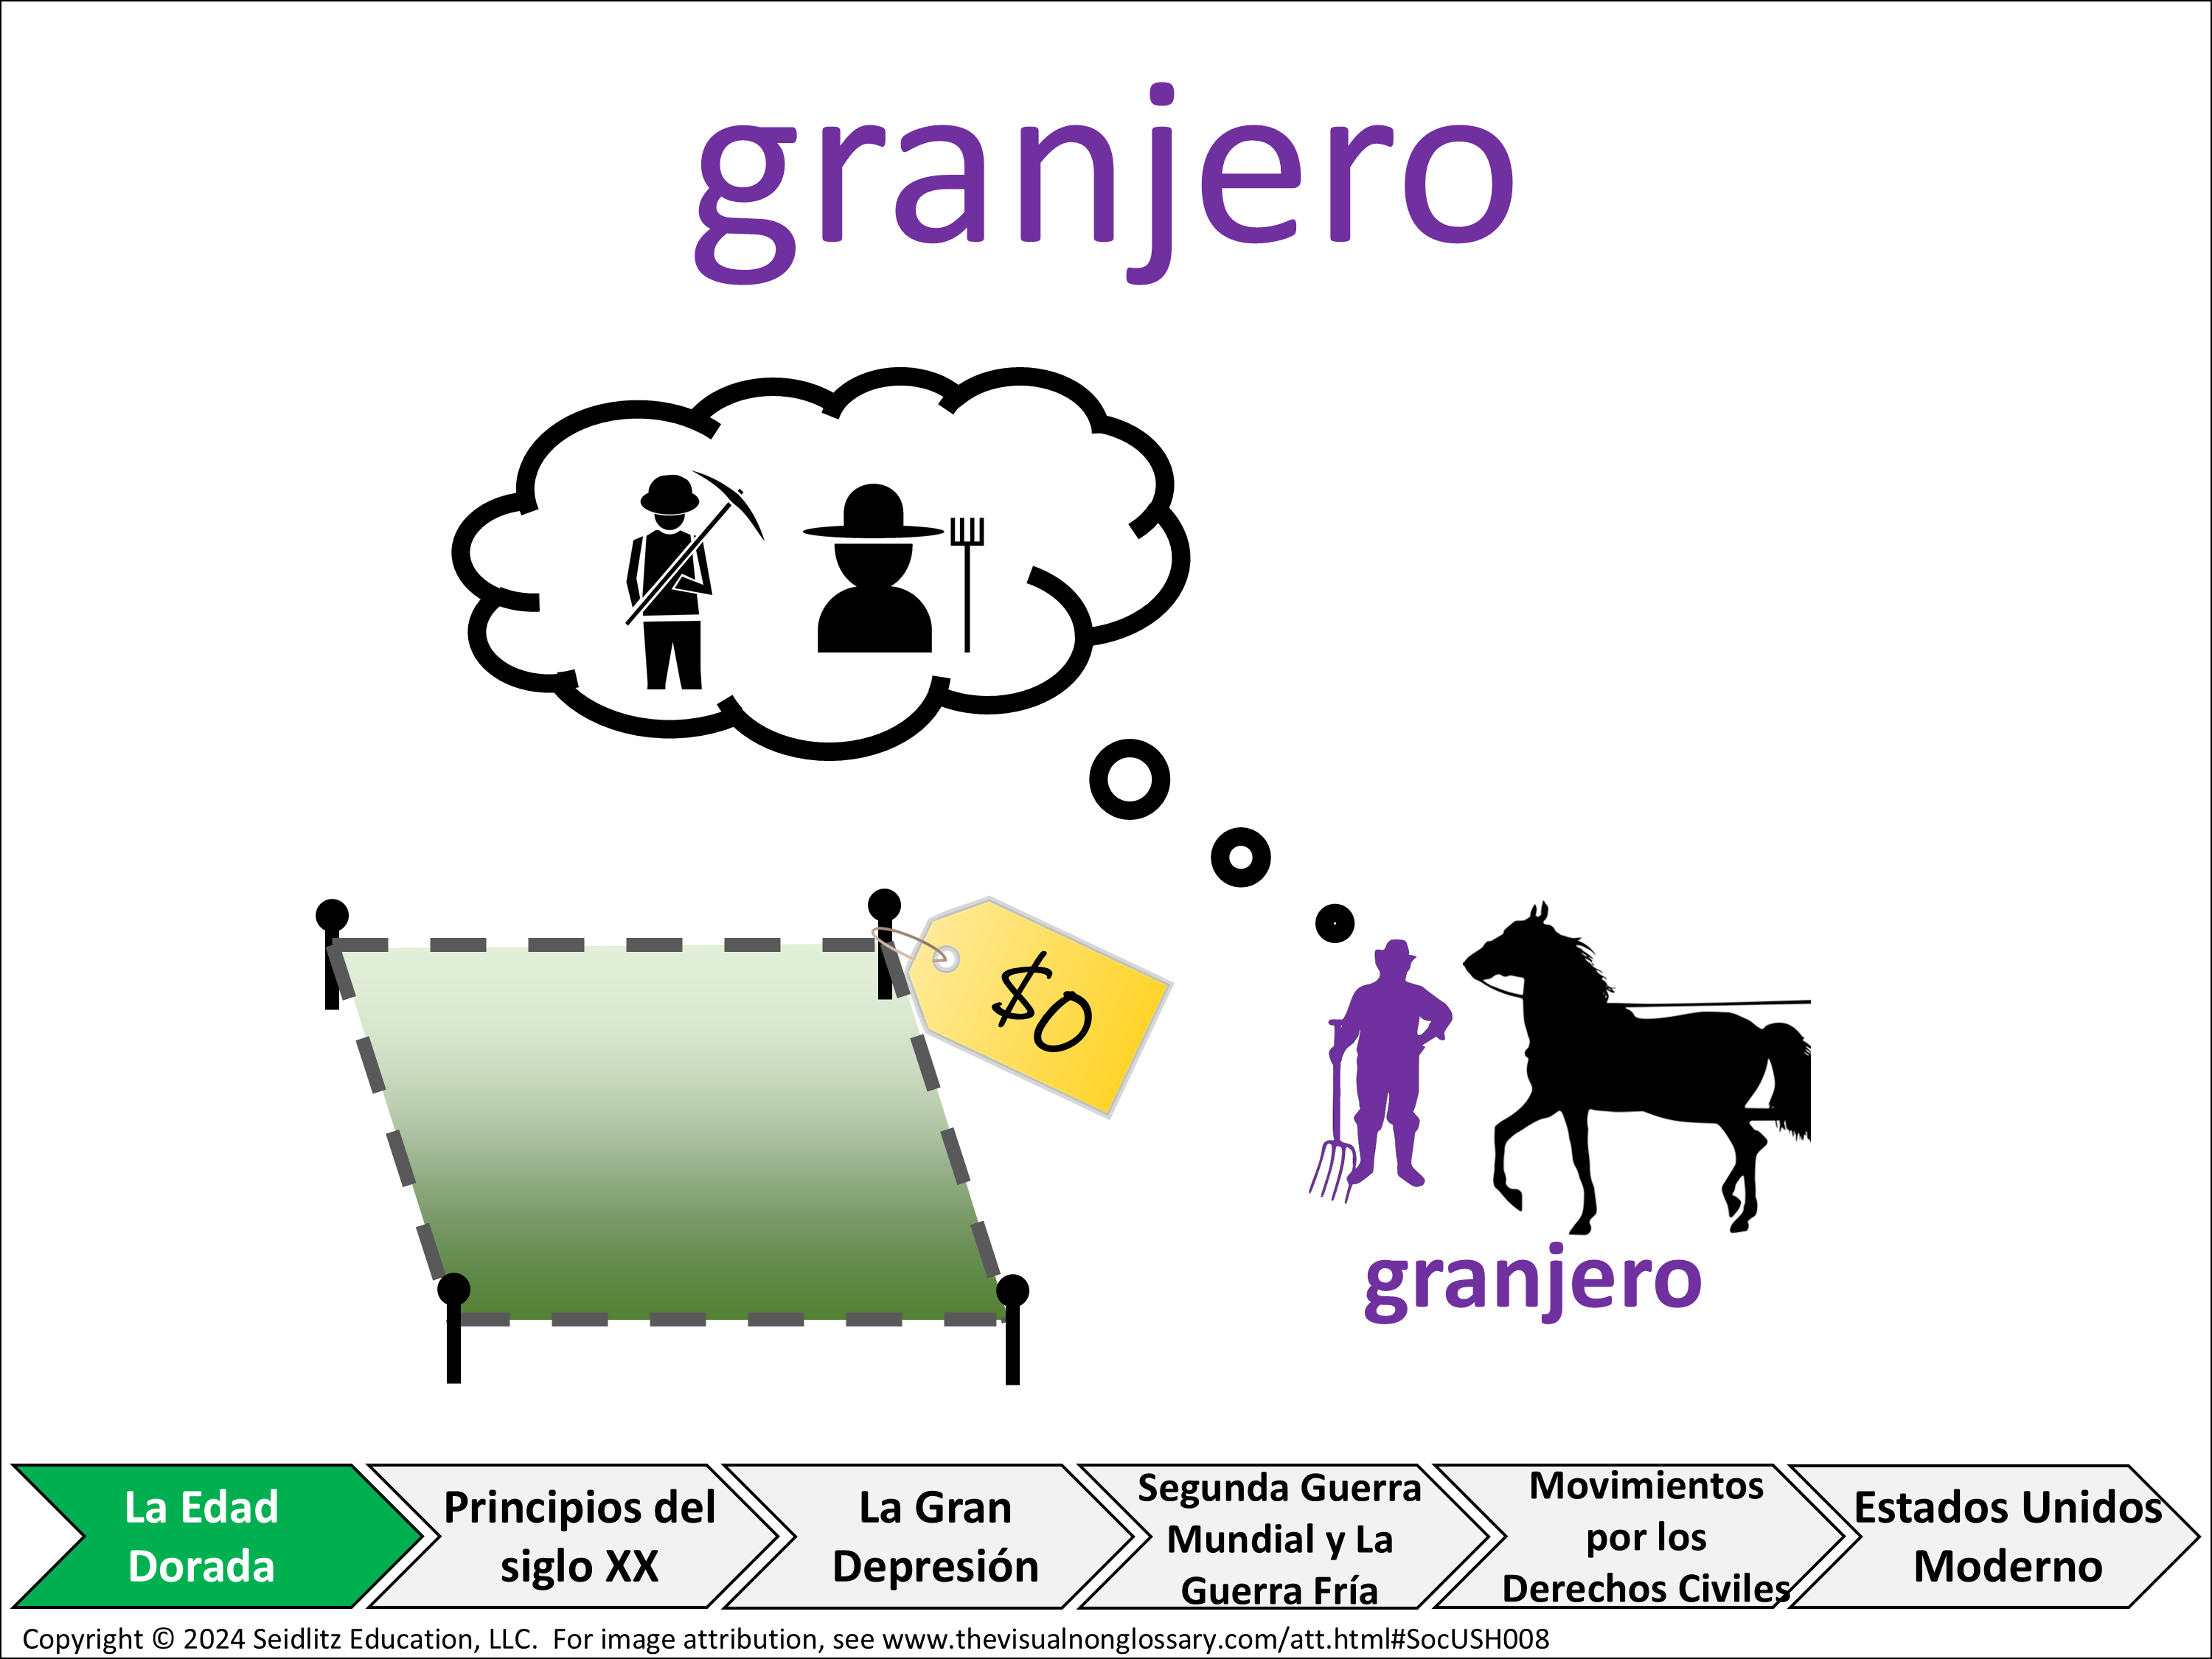 granjero
$0
granjero
La Edad
Dorada
Principios del
siglo XX
La Gran
Depresión
Segunda Guerra
Mundial y La
Guerra Fría
Movimientos
por los
Derechos Civiles
Estados Unidos
Moderno
Copyright © 2024 Seidlitz Education, LLC.  For image attribution, see www.thevisualnonglossary.com/att.html#SocUSH008